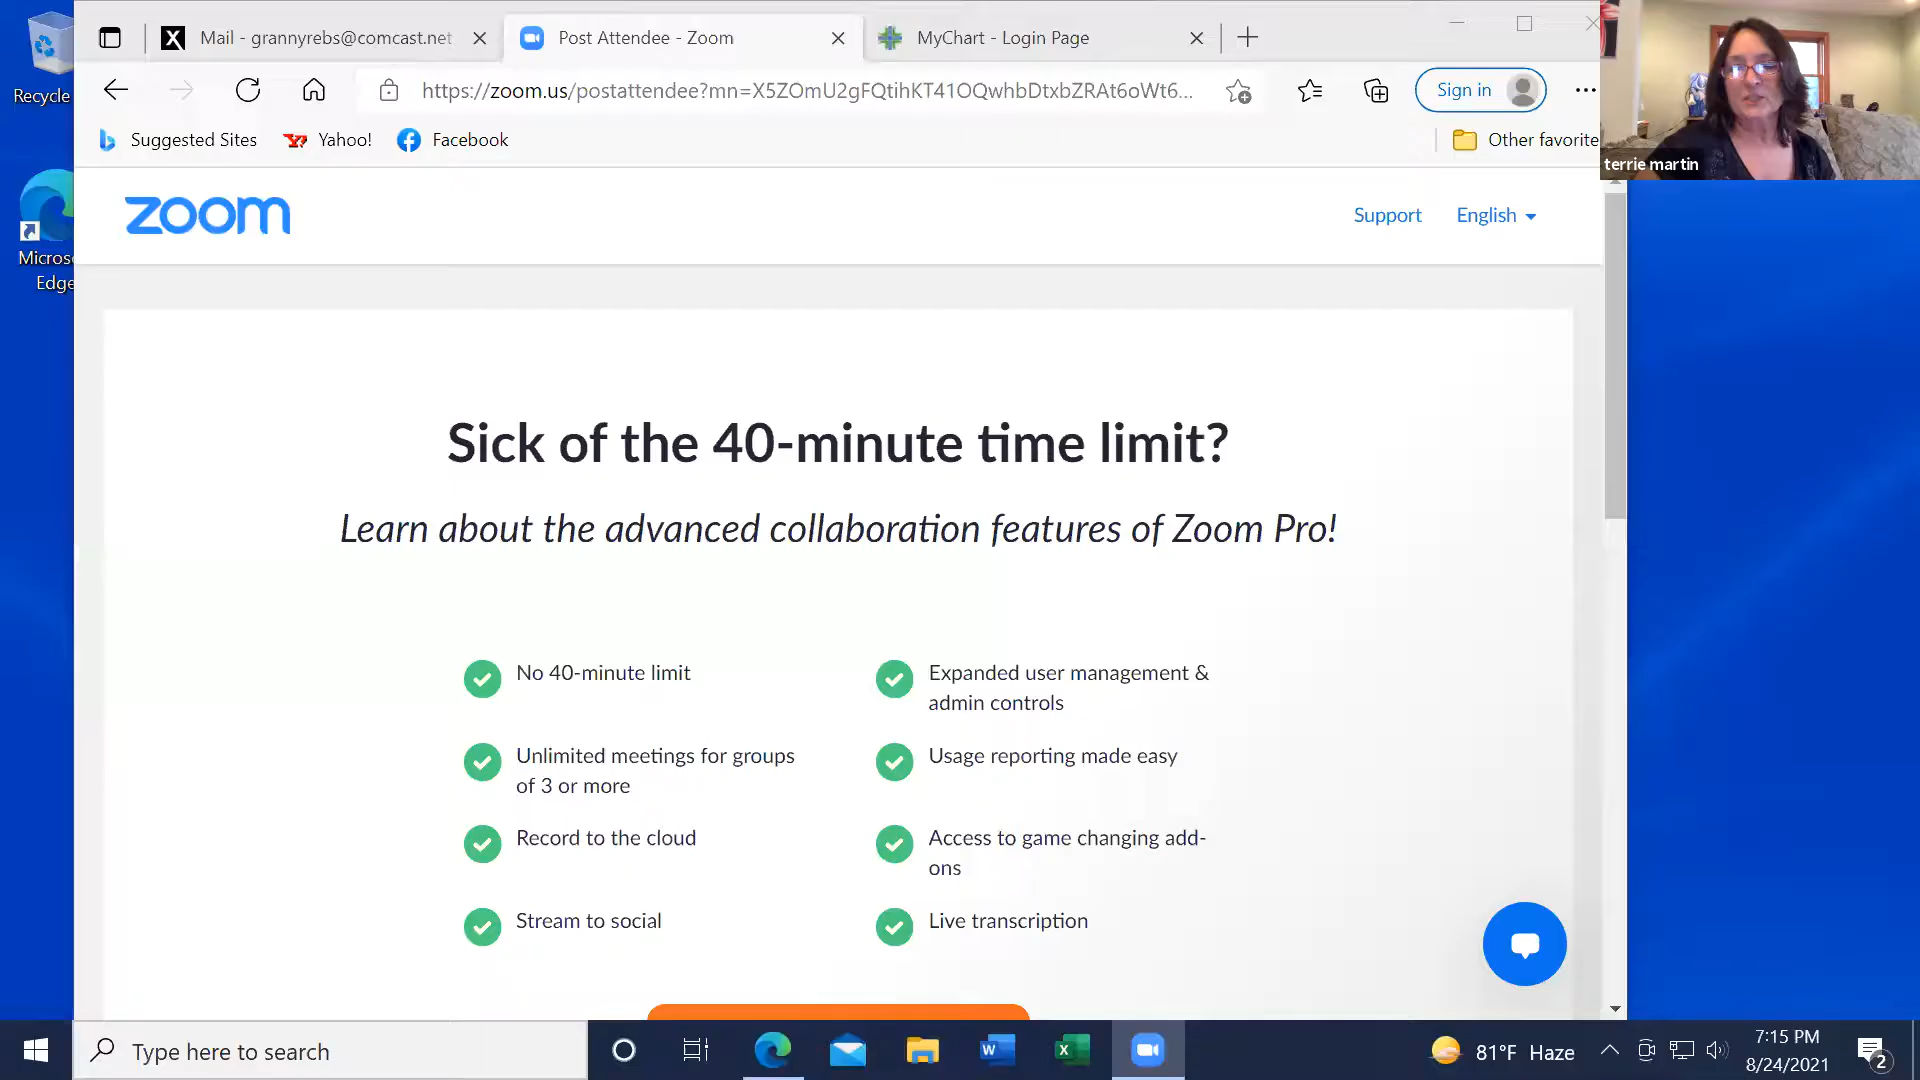 Recycle
Micros
Edge
Mail - grannyrebs@comcast.net
Post Attendee - Zoom
MyChart - Login Page
https://zoom.us/postattendee?mn=X5ZOmU2gFQtihKT41OQwhbDtxbZRAt6oWt6...
Sign in
Suggested Sites
Yahoo!
Facebook
Other favorite
terrie martin
zoom
Support
English
Sick of the 40-minute time limit?
Learn about the advanced collaboration features of Zoom Pro!
No 40-minute limit
Expanded user management &
admin controls
Unlimited meetings for groups
of 3 or more
Usage reporting made easy
Record to the cloud
Access to game changing add-
ons
Stream to social
Live transcription
Type here to search
81°F Haze
7:15 PM
8/24/2021
2